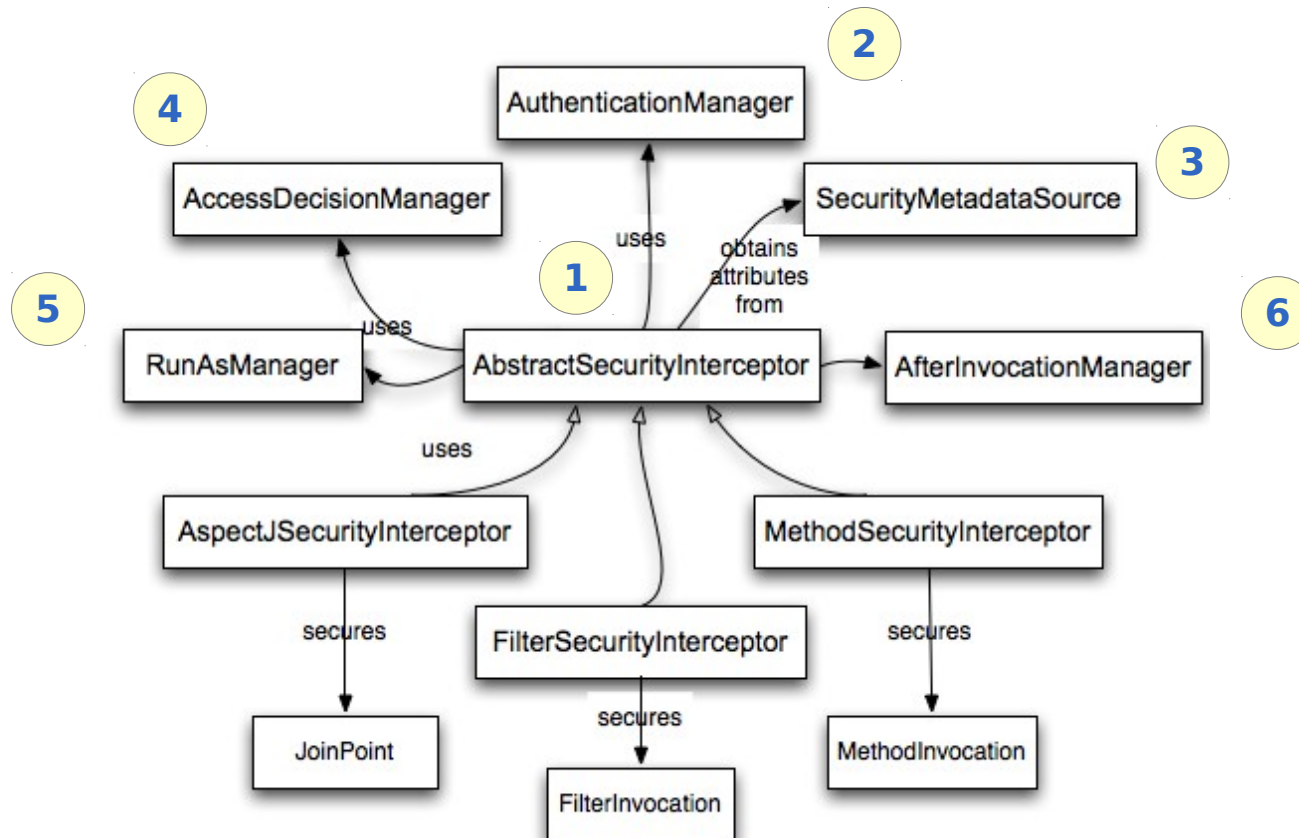 2
4
AuthenticationManager
3
AccessDecisionManager
SecurityMetadataSource
uses
obtains
attributes
from
1
5
6
uses
RunAsManager
AbstractSecurityInterceptor
AfterInvocationManager
uses
AspectJSecurityInterceptor
MethodSecurityInterceptor
secures
FilterSecurityInterceptor
secures
secures
JoinPoint
MethodInvocation
FilterInvocation